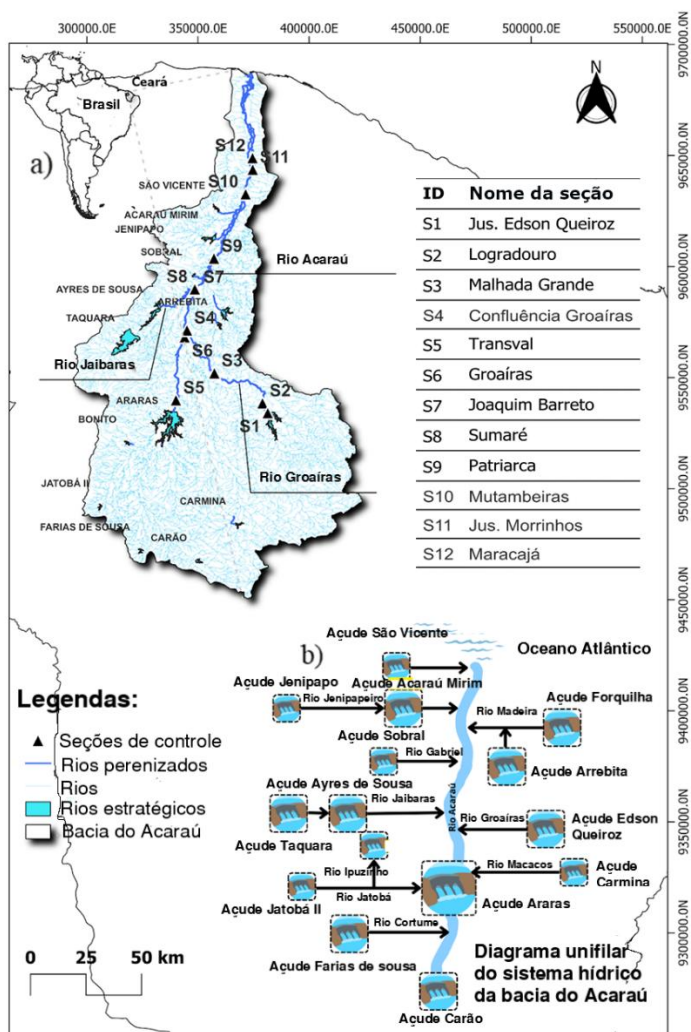 300000.0E 350000.0E 400000.0E 450000.0E 500000.0E 550000.0E
9700000.0N
9650000.0N
9600000.0N
9550000.0N
9500000.0N
9450000.0N
9400000.0N
9350000.0N
9300000.0N
Ceará
Brasil
N
a)
S12
S11
SÃO VICENTE
S10
ACARAÚ MIRIM
JENIPAPO
S9
SOBRAL
Rio Acaraú
S8
S7
AYRES DE SOUSA
ARREBITA
TAQUARA
S4
S6
S3
Rio Jaibaras
S5
S2
ARARAS
BONITO
S1
Rio Groaíras
JATOBÁ II
CARMINA
FARIAS DE SOUSA
CARÃO
ID Nome da seção
S1 Jus. Edson Queiroz
S2 Logradouro
S3 Malhada Grande
S4 Confluência Groaíras
S5 Transval
S6 Groaíras
S7 Joaquim Barreto
S8 Sumaré
S9 Patriarca
S10 Mutambeiras
S11 Jus. Morrinhos
S12 Maracajá
Legendas:
Seções de controle
Rios perenizados
Rios
Rios estratégicos
Bacia do Acaraú
0 25 50 km
b)
Açude São Vicente
Oceano Atlântico
Açude Jenipapo
Açude Acaraú Mirim
Rio Jenipapeiro
Açude Forquilha
Rio Madeira
Açude Sobral
Rio Gabriel
Açude Arrebita
Açude Ayres de Sousa
Rio Jaibaras
Rio Acaraú
Rio Groaíras
Açude Edson
Queiroz
Açude Taquara
Rio Ipuzinho
Rio Macacos
Açude
Carmina
Rio Jatobá
Açude Jatobá II
Açude Araras
Rio Cortume
Açude Farias de sousa
Açude Carão
Diagrama unifilar
do sistema hídriço
da bacia do Acaraú